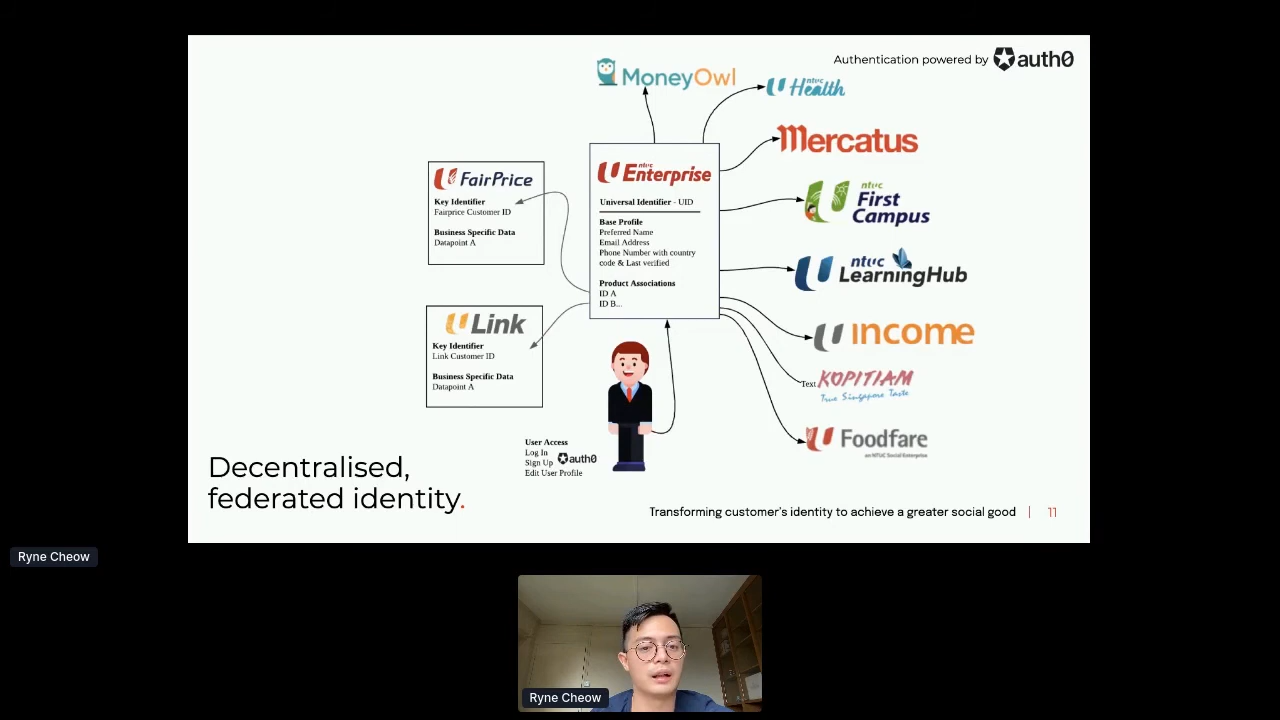 Authentication powered by auth0
MoneyOwl
ntuc Health
mercatus
ntuc First Campus
ntuc LearningHub
income
Text KOPITIAM
True Singapore Taste
Foodfare
an NTUC Social Enterprise
FairPrice
Key Identifier
Fairprice Customer ID
Business Specific Data
Datapoint A
Link
Key Identifier
Link Customer ID
Business Specific Data
Datapoint A
ntuc Enterprise
Universal Identifier - UID
Base Profile
Preferred Name
Email Address
Phone Number with country
code & Last verified
Product Associations
ID A
ID B...
User Access
Log In
Sign Up auth0
Edit User Profile
Decentralised,
federated identity.
Transforming customer's identity to achieve a greater social good | 11
Ryne Cheow
Ryne Cheow